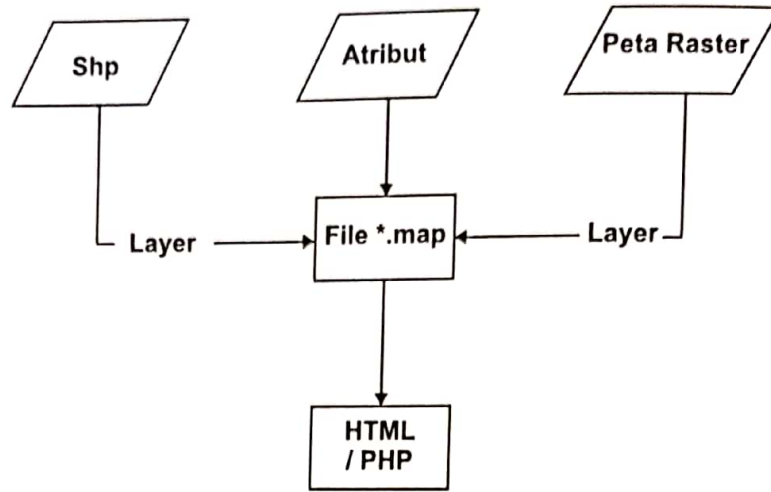 Shp
Atribut
Peta Raster
Layer
File *.map
Layer
HTML
/ PHP